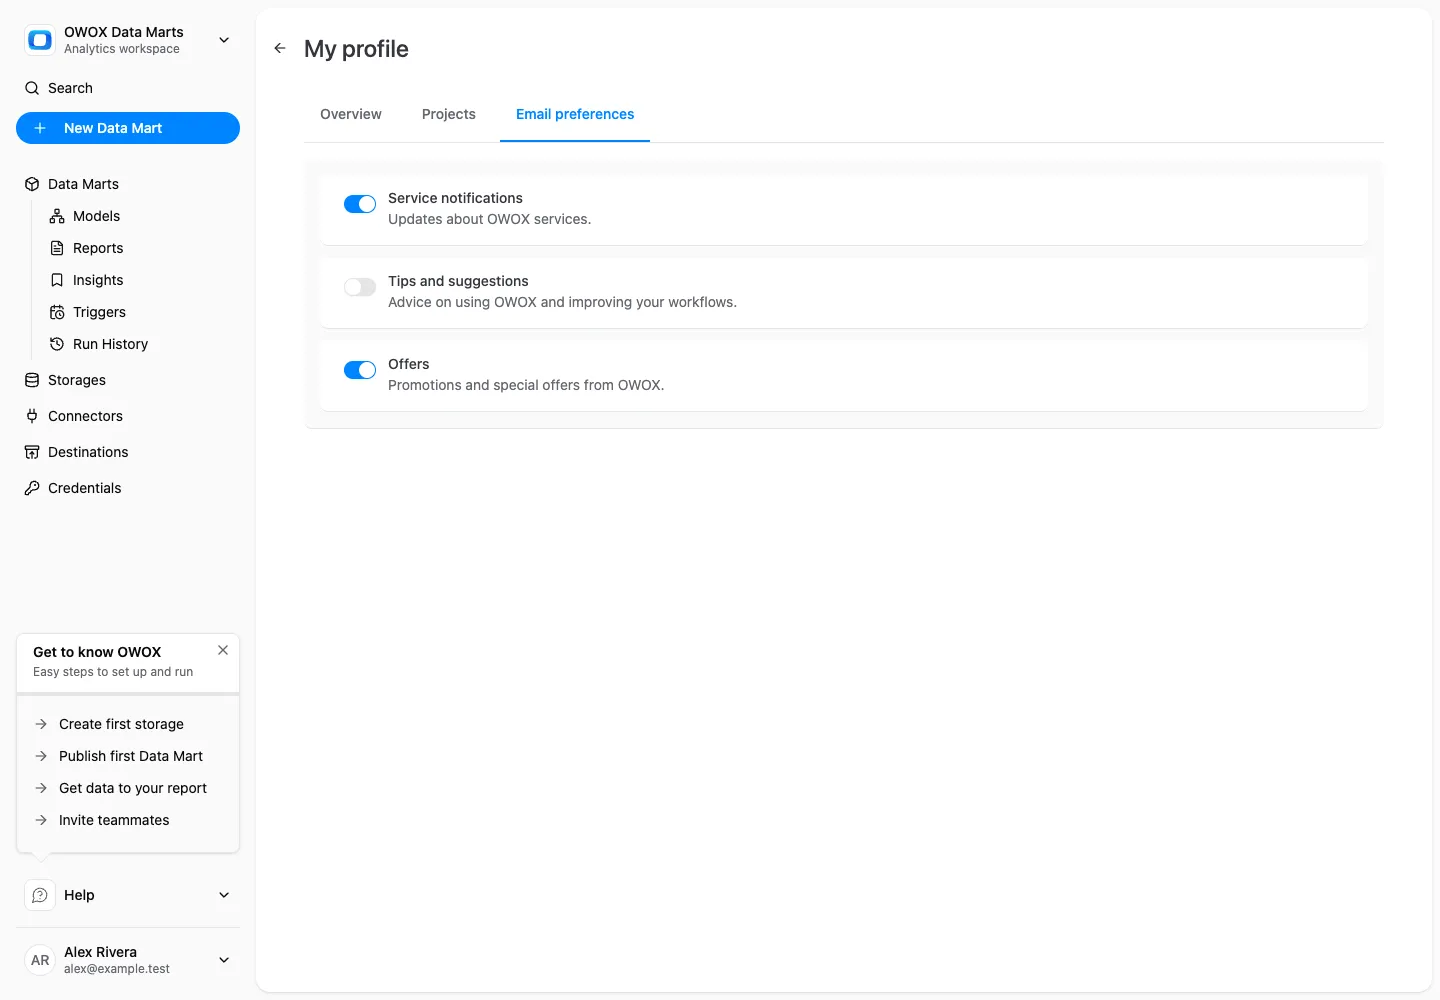 OWOX Data Marts
Analytics workspace
Search
New Data Mart
Data Marts
Models
Reports
Insights
Triggers
Run History
Storages
Connectors
Destinations
Credentials
Get to know OWOX
Easy steps to set up and run
Create first storage
Publish first Data Mart
Get data to your report
Invite teammates
Help
AR
Alex Rivera
alex@example.test
My profile
Overview
Projects
Email preferences
Service notifications
Updates about OWOX services.
Tips and suggestions
Advice on using OWOX and improving your workflows.
Offers
Promotions and special offers from OWOX.